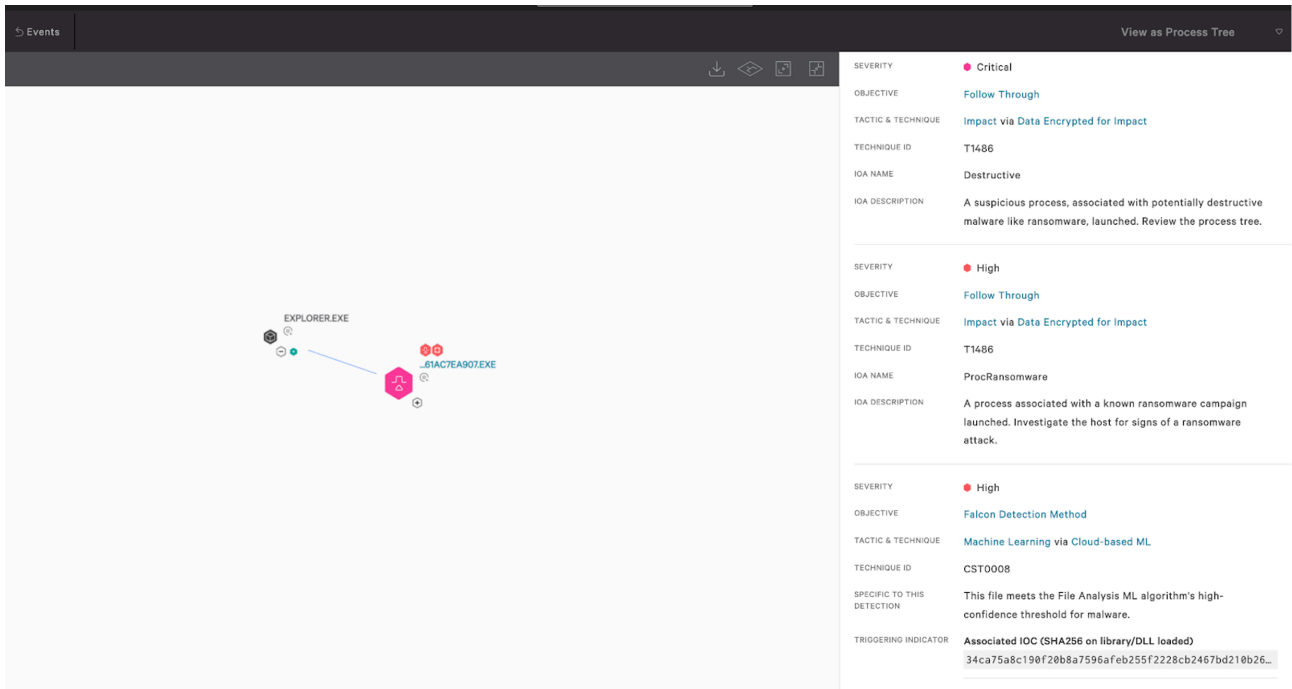 Events
View as Process Tree
EXPLORER.EXE
...61AC7EA907.EXE
SEVERITY Critical
OBJECTIVE Follow Through
TACTIC & TECHNIQUE Impact via Data Encrypted for Impact
TECHNIQUE ID T1486
IOA NAME Destructive
IOA DESCRIPTION A suspicious process, associated with potentially destructive
malware like ransomware, launched. Review the process tree.
SEVERITY High
OBJECTIVE Follow Through
TACTIC & TECHNIQUE Impact via Data Encrypted for Impact
TECHNIQUE ID T1486
IOA NAME ProcRansomware
IOA DESCRIPTION A process associated with a known ransomware campaign
launched. Investigate the host for signs of a ransomware
attack.
SEVERITY High
OBJECTIVE Falcon Detection Method
TACTIC & TECHNIQUE Machine Learning via Cloud-based ML
TECHNIQUE ID CST0008
SPECIFIC TO THIS
DETECTION
This file meets the File Analysis ML algorithm's high-
confidence threshold for malware.
TRIGGERING INDICATOR Associated IOC (SHA256 on library/DLL loaded)
34ca75a8c190f20b8a7596afeb255f2228cb2467bd210b26...